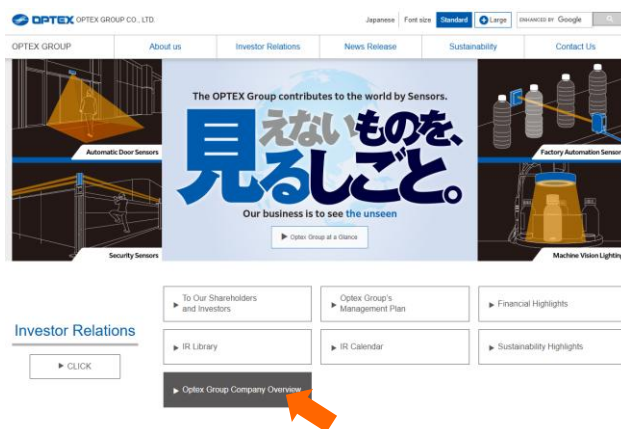 OPTEX OPTEX GROUP CO., LTD.
Japanese Font size Standard Large ENHANCED BY Google
OPTEX GROUP About us Investor Relations News Release Sustainability Contact Us
The OPTEX Group contributes to the world by Sensors.
見えないものを、
見るしごと。
Our business is to see the unseen
Optex Group at a Glance
Automatic Door Sensors
Factory Automation Sensor
Security Sensors
Machine Vision Lighting
Investor Relations
CLICK
To Our Shareholders
and Investors
Optex Group's
Management Plan
Financial Highlights
IR Library
IR Calendar
Sustainability Highlights
Optex Group Company Overview